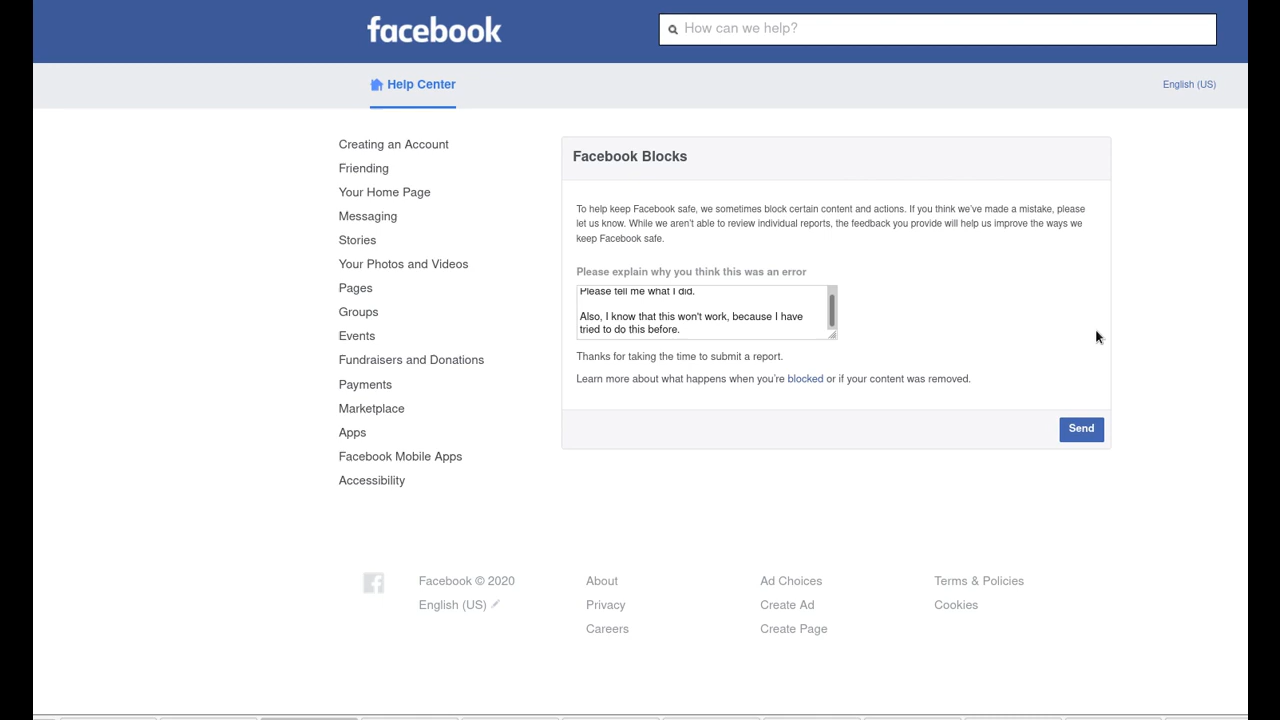 facebook
How can we help?
Help Center
English (US)
Creating an Account
Friending
Your Home Page
Messaging
Stories
Your Photos and Videos
Pages
Groups
Events
Fundraisers and Donations
Payments
Marketplace
Apps
Facebook Mobile Apps
Accessibility
Facebook Blocks
To help keep Facebook safe, we sometimes block certain content and actions. If you think we've made a mistake, please
let us know. While we aren't able to review individual reports, the feedback you provide will help us improve the ways we
keep Facebook safe.
Please explain why you think this was an error
Please tell me what I did.
Also, I know that this won't work, because I have
tried to do this before.
Thanks for taking the time to submit a report.
Learn more about what happens when you're blocked or if your content was removed.
Send
Facebook © 2020
English (US)
About
Privacy
Careers
Ad Choices
Create Ad
Create Page
Terms & Policies
Cookies